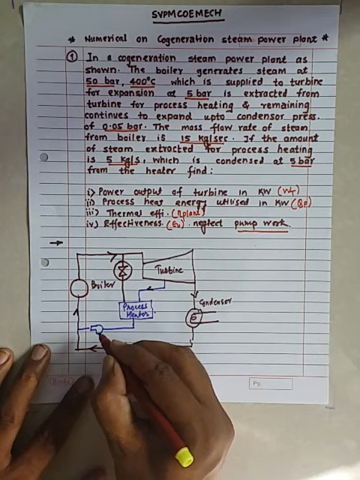 SVPMCOEMECH
* Numerical on Cogeneration steam power plant *
① In a cogeneration steam power plant as
shown. The boiler generates steam at
50 bar, 400°C which is supplied to turbine
for expansion at 5 bar is extracted from
turbine for process heating & remaining
continues to expand upto condensor press.
of 0.05 bar. The mass flow rate of steam
from boiler is 15 kg/sec. If the amount
of steam extracted for process heating
is 5 kg/s, which is condensed at 5 bar
from the heater find:
i) Power output of turbine in KW (WT)
ii) Process heat energy utilised in KW (QH)
iii) Thermal effi. (ηplant)
iv) Effectiveness. (Eu) neglect pump work.
Turbine
Boiler
Process
Heater
Condensor